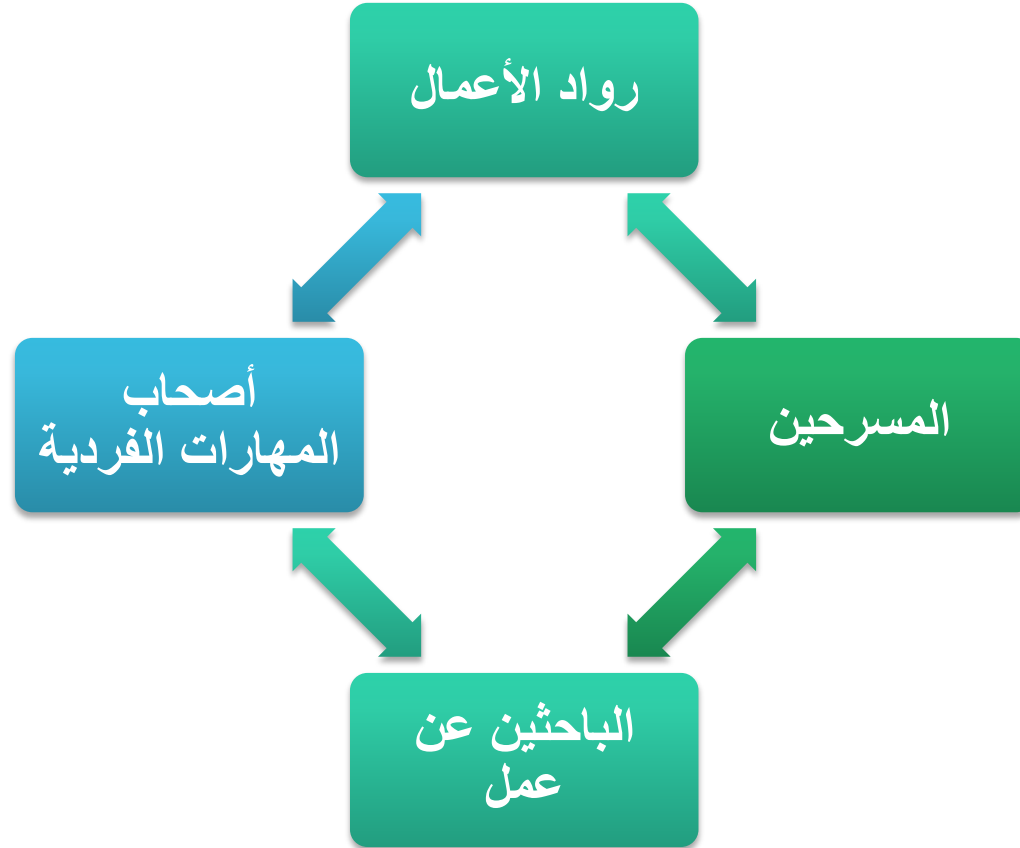 رواد الأعمال
المسرحين
الباحثين عن
عمل
أصحاب
المهارات الفردية